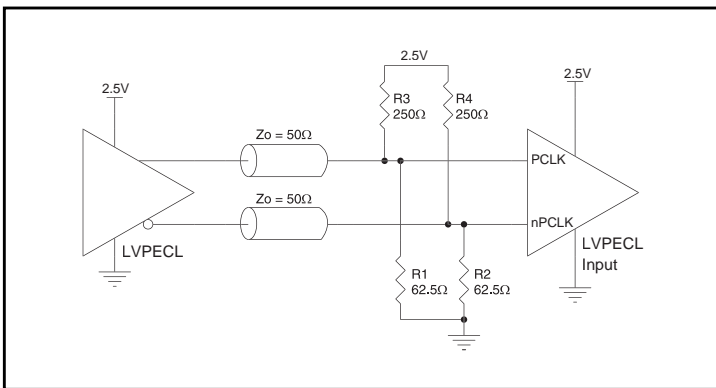 2.5V
2.5V
2.5V
R3
250Ω
R4
250Ω
Zo = 50Ω
PCLK
Zo = 50Ω
nPCLK
LVPECL
LVPECL
Input
R1
62.5Ω
R2
62.5Ω